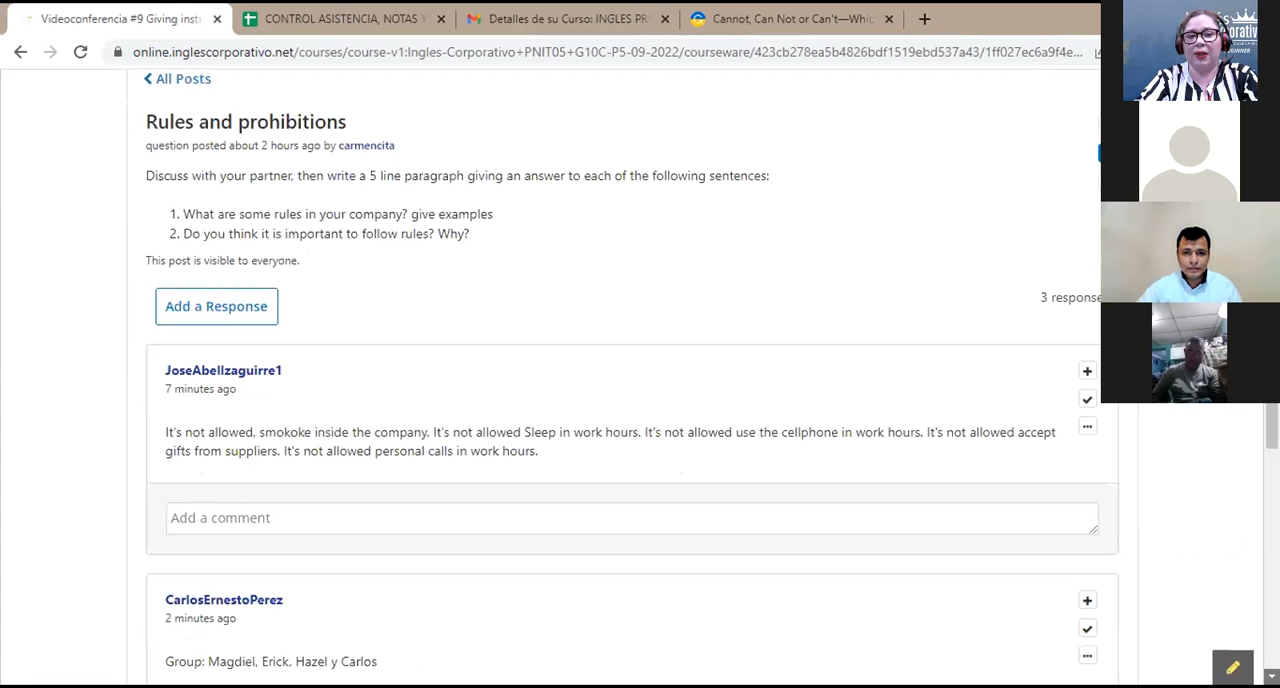 Videoconferencia #9 Giving inst
CONTROL ASISTENCIA, NOTAS Y
Detalles de su Curso: INGLES PR
Cannot, Can Not or Can't—Whic
online.inglescorporativo.net/courses/course-v1:Ingles-Corporativo+PNIT05+G10C-P5-09-2022/courseware/423cb278ea5b4826bdf1519ebd537a43/1ff027ec6a9f4e...
All Posts
Rules and prohibitions
question posted about 2 hours ago by carmencita
Discuss with your partner, then write a 5 line paragraph giving an answer to each of the following sentences:
1. What are some rules in your company? give examples
2. Do you think it is important to follow rules? Why?
This post is visible to everyone.
Add a Response
3 response
JoseAbelIzaguirre1
7 minutes ago
It's not allowed, smokoke inside the company. It's not allowed Sleep in work hours. It's not allowed use the cellphone in work hours. It's not allowed accept
gifts from suppliers. It's not allowed personal calls in work hours.
Add a comment
CarlosErnestoPerez
2 minutes ago
Group: Magdiel, Erick, Hazel y Carlos